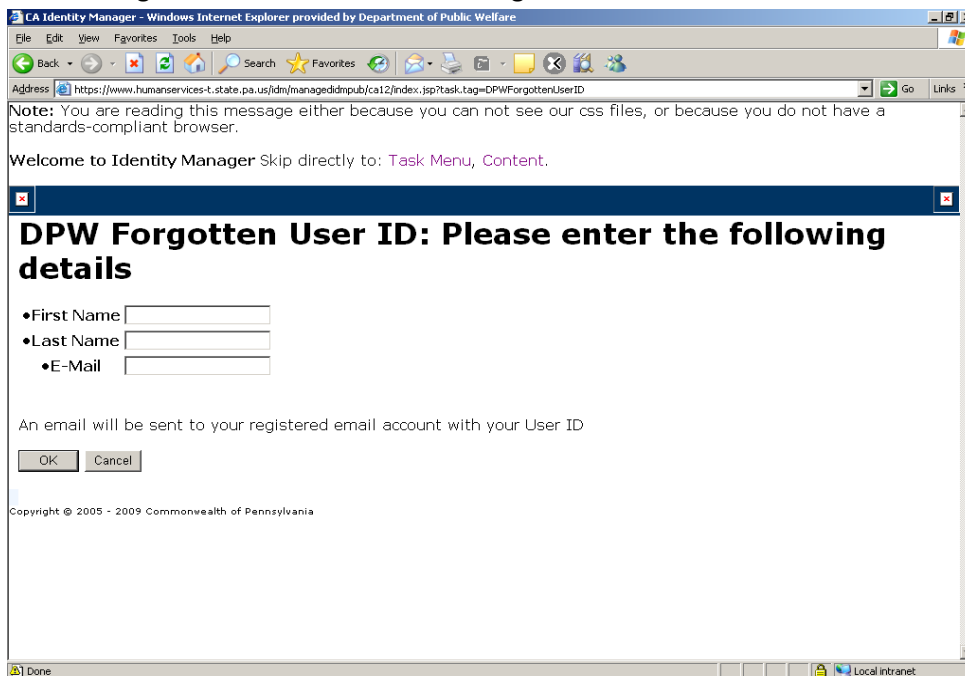 CA Identity Manager - Windows Internet Explorer provided by Department of Public Welfare
File Edit View Favorites Tools Help
Back Search Favorites
Address https://www.humanservices-t.state.pa.us/idm/managedidmpub/ca12/index.jsp?task.tag=DPWForgottenUserID Go Links
Note: You are reading this message either because you can not see our css files, or because you do not have a
standards-compliant browser.
Welcome to Identity Manager Skip directly to: Task Menu, Content.
DPW Forgotten User ID: Please enter the following
details
•First Name
•Last Name
•E-Mail
An email will be sent to your registered email account with your User ID
OK Cancel
Copyright © 2005 - 2009 Commonwealth of Pennsylvania
Done Local intranet